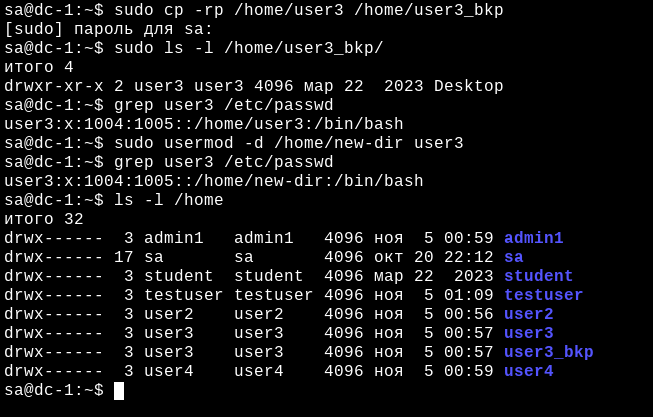 sa@dc-1:~$ sudo cp -rp /home/user3 /home/user3_bkp
[sudo] пароль для sa:
sa@dc-1:~$ sudo ls -l /home/user3_bkp/
итого 4
drwxr-xr-x 2 user3 user3 4096 мар 22  2023 Desktop
sa@dc-1:~$ grep user3 /etc/passwd
user3:x:1004:1005::/home/user3:/bin/bash
sa@dc-1:~$ sudo usermod -d /home/new-dir user3
sa@dc-1:~$ grep user3 /etc/passwd
user3:x:1004:1005::/home/new-dir:/bin/bash
sa@dc-1:~$ ls -l /home
итого 32
drwx------  3 admin1   admin1   4096 ноя  5 00:59 admin1
drwx------ 17 sa       sa       4096 окт 20 22:12 sa
drwx------  3 student  student  4096 мар 22  2023 student
drwx------  3 testuser testuser 4096 ноя  5 01:09 testuser
drwx------  3 user2    user2    4096 ноя  5 00:56 user2
drwx------  3 user3    user3    4096 ноя  5 00:57 user3
drwx------  3 user3    user3    4096 ноя  5 00:57 user3_bkp
drwx------  3 user4    user4    4096 ноя  5 00:59 user4
sa@dc-1:~$